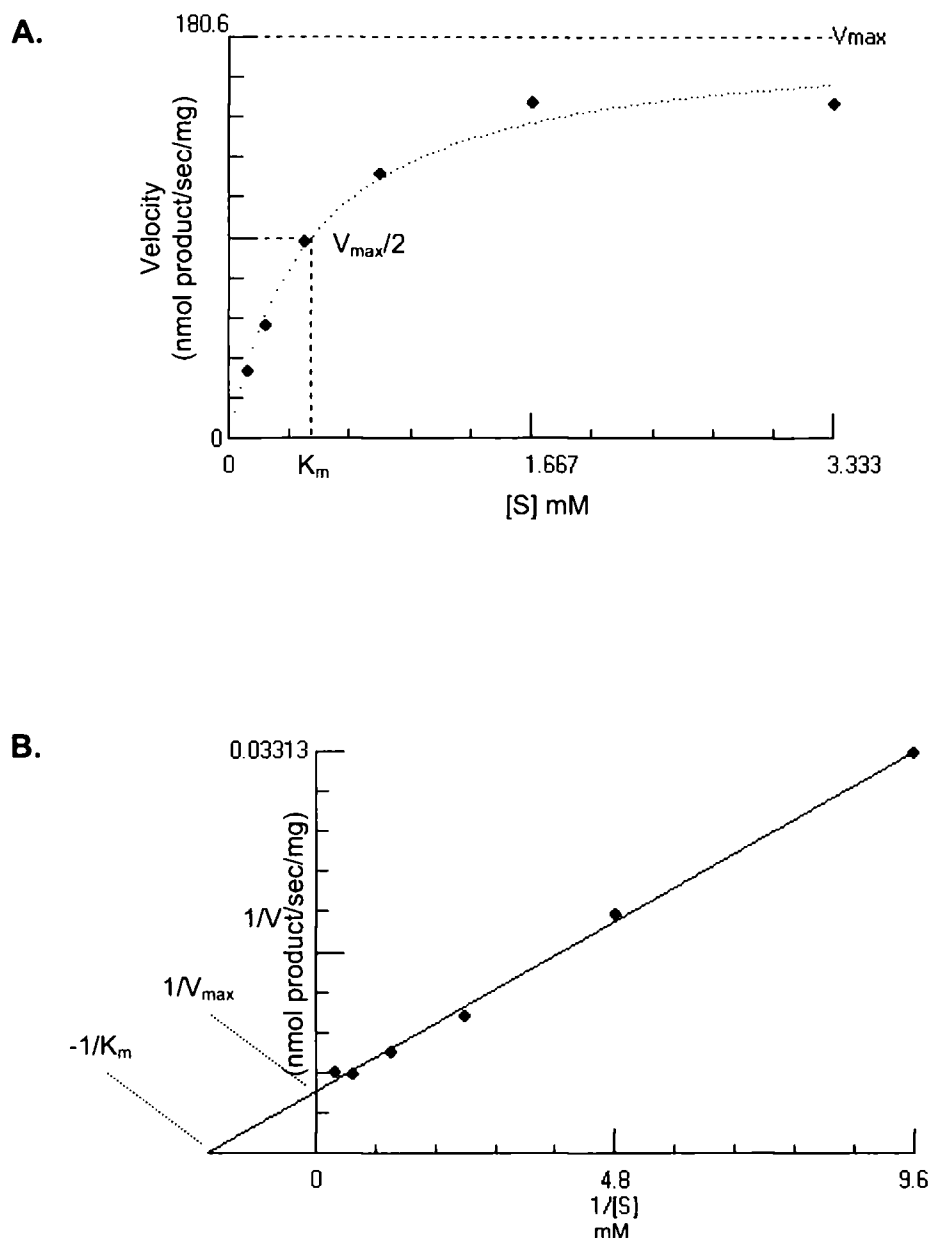 A.
180.6
Vmax
Velocity
(nmol product/sec/mg)
Vmax/2
0
0
Km
1.667
3.333
[S] mM
B.
0.03313
1/V
(nmol product/sec/mg)
1/Vmax
-1/Km
0
4.8
9.6
1/[S]
mM